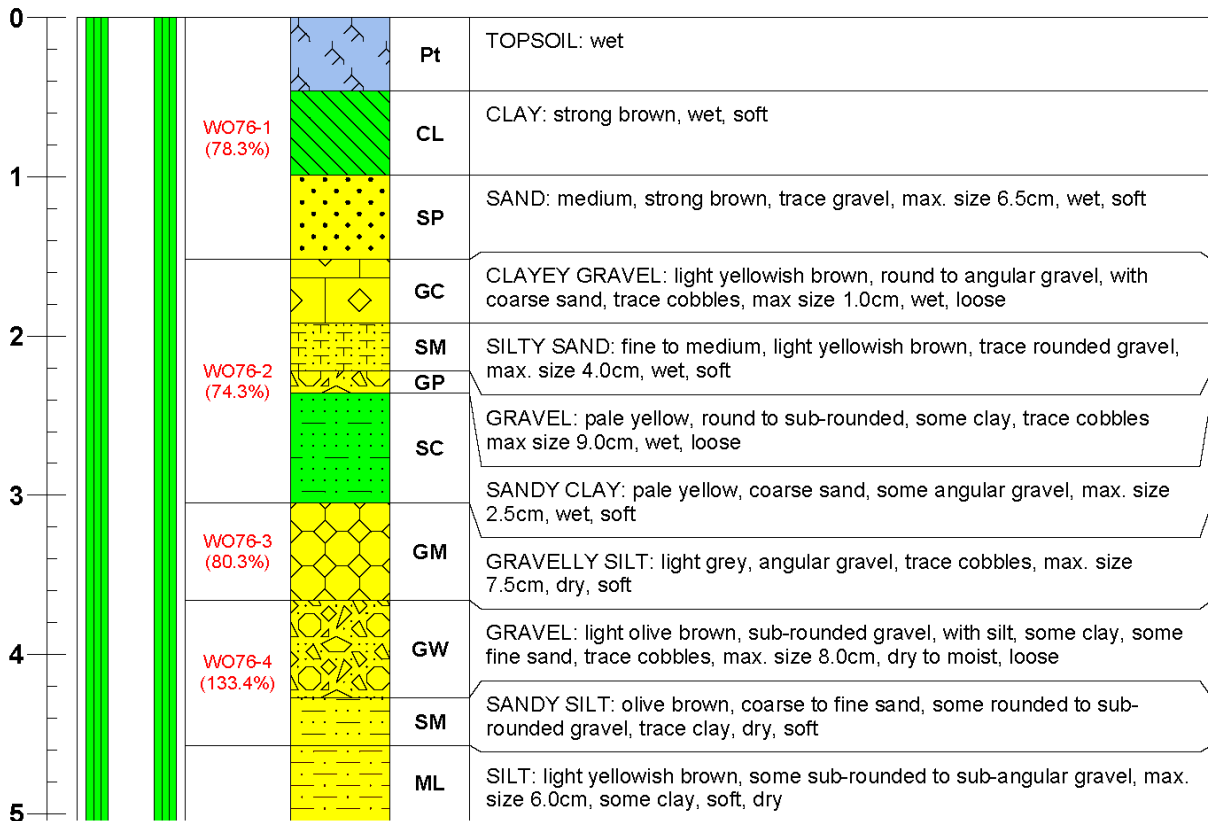 0
Pt
TOPSOIL: wet
WO76-1
(78.3%)
CL
CLAY: strong brown, wet, soft
1
SP
SAND: medium, strong brown, trace gravel, max. size 6.5cm, wet, soft
GC
CLAYEY GRAVEL: light yellowish brown, round to angular gravel, with
coarse sand, trace cobbles, max size 1.0cm, wet, loose
2
WO76-2
(74.3%)
SM
SILTY SAND: fine to medium, light yellowish brown, trace rounded gravel,
max. size 4.0cm, wet, soft
GP
GRAVEL: pale yellow, round to sub-rounded, some clay, trace cobbles
max size 9.0cm, wet, loose
SC
SANDY CLAY: pale yellow, coarse sand, some angular gravel, max. size
2.5cm, wet, soft
3
WO76-3
(80.3%)
GM
GRAVELLY SILT: light grey, angular gravel, trace cobbles, max. size
7.5cm, dry, soft
4
WO76-4
(133.4%)
GW
GRAVEL: light olive brown, sub-rounded gravel, with silt, some clay, some
fine sand, trace cobbles, max. size 8.0cm, dry to moist, loose
SM
SANDY SILT: olive brown, coarse to fine sand, some rounded to sub-
rounded gravel, trace clay, dry, soft
ML
SILT: light yellowish brown, some sub-rounded to sub-angular gravel, max.
size 6.0cm, some clay, soft, dry
5